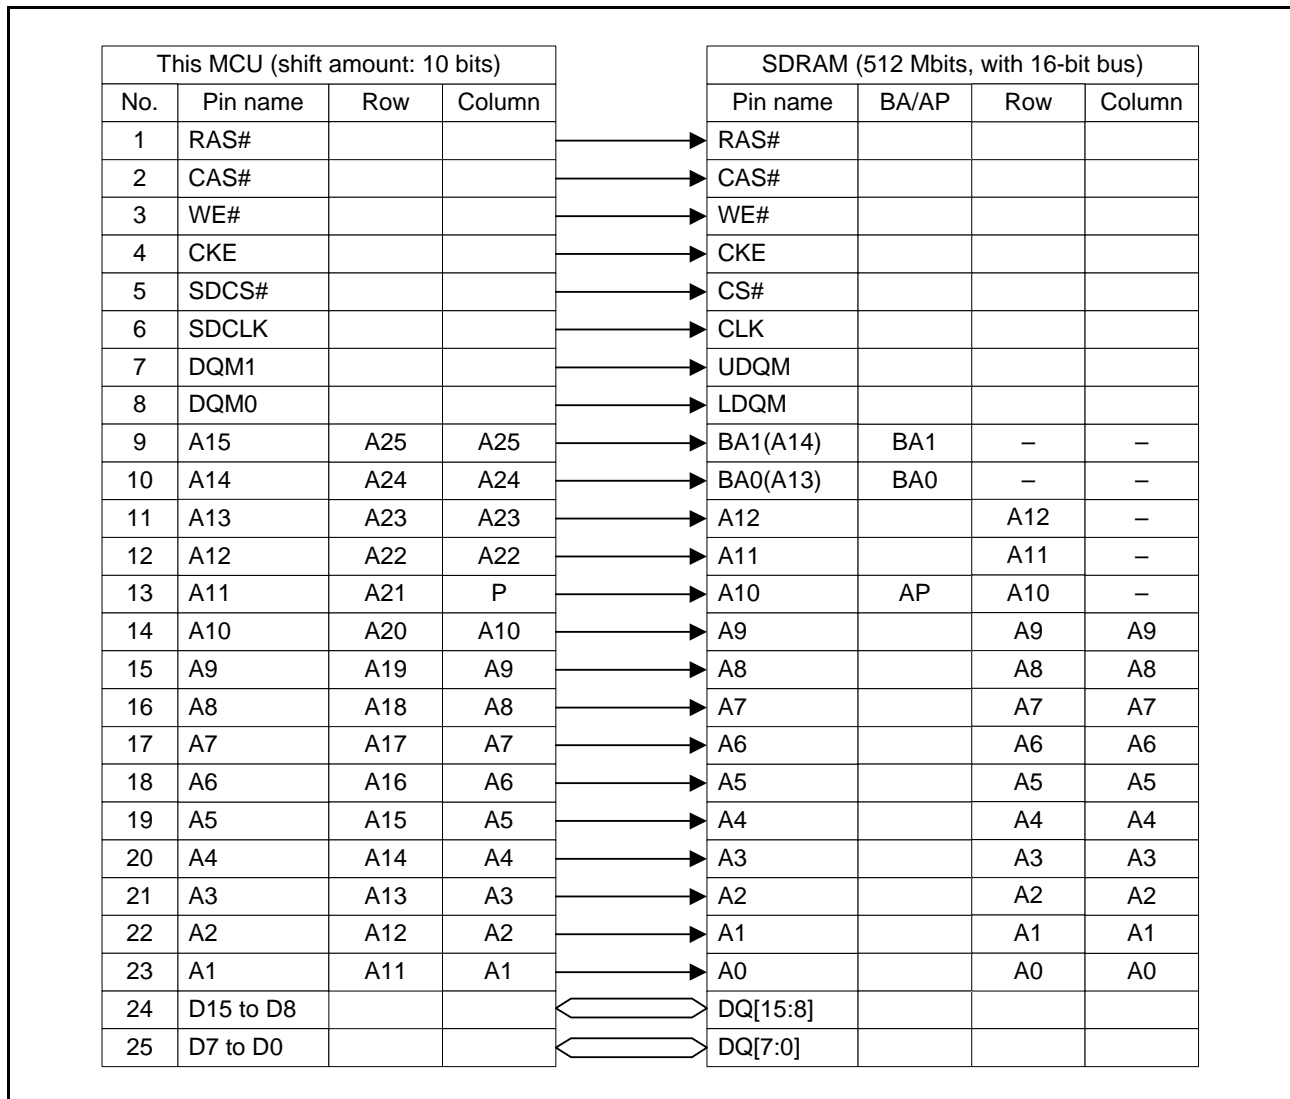 This MCU (shift amount: 10 bits) SDRAM (512 Mbits, with 16-bit bus)
No. Pin name Row Column Pin name BA/AP Row Column
1 RAS# RAS#
2 CAS# CAS#
3 WE# WE#
4 CKE CKE
5 SDCS# CS#
6 SDCLK CLK
7 DQM1 UDQM
8 DQM0 LDQM
9 A15 A25 A25 BA1(A14) BA1 – –
10 A14 A24 A24 BA0(A13) BA0 – –
11 A13 A23 A23 A12 A12 –
12 A12 A22 A22 A11 A11 –
13 A11 A21 P A10 AP A10 –
14 A10 A20 A10 A9 A9 A9
15 A9 A19 A9 A8 A8 A8
16 A8 A18 A8 A7 A7 A7
17 A7 A17 A7 A6 A6 A6
18 A6 A16 A6 A5 A5 A5
19 A5 A15 A5 A4 A4 A4
20 A4 A14 A4 A3 A3 A3
21 A3 A13 A3 A2 A2 A2
22 A2 A12 A2 A1 A1 A1
23 A1 A11 A1 A0 A0 A0
24 D15 to D8 DQ[15:8]
25 D7 to D0 DQ[7:0]